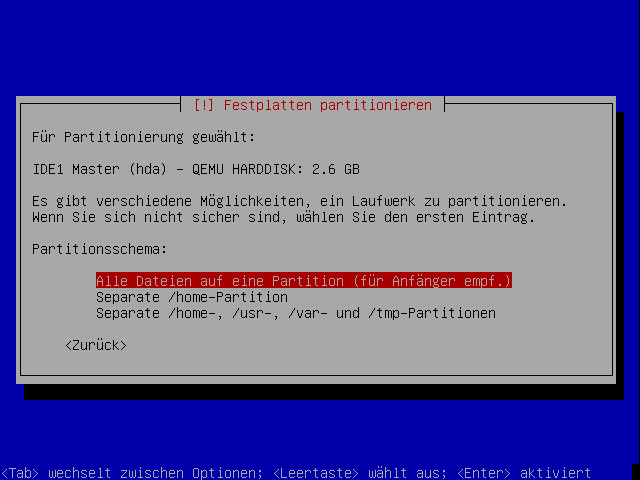 [!] Festplatten partitionieren
Für Partitionierung gewählt:
IDE1 Master (hda) - QEMU HARDDISK: 2.6 GB
Es gibt verschiedene Möglichkeiten, ein Laufwerk zu partitionieren.
Wenn Sie sich nicht sicher sind, wählen Sie den ersten Eintrag.
Partitionsschema:
Alle Dateien auf eine Partition (für Anfänger empf.)
Separate /home-Partition
Separate /home-, /usr-, /var- und /tmp-Partitionen
<Zurück>
<Tab> wechselt zwischen Optionen; <Leertaste> wählt aus; <Enter> aktiviert